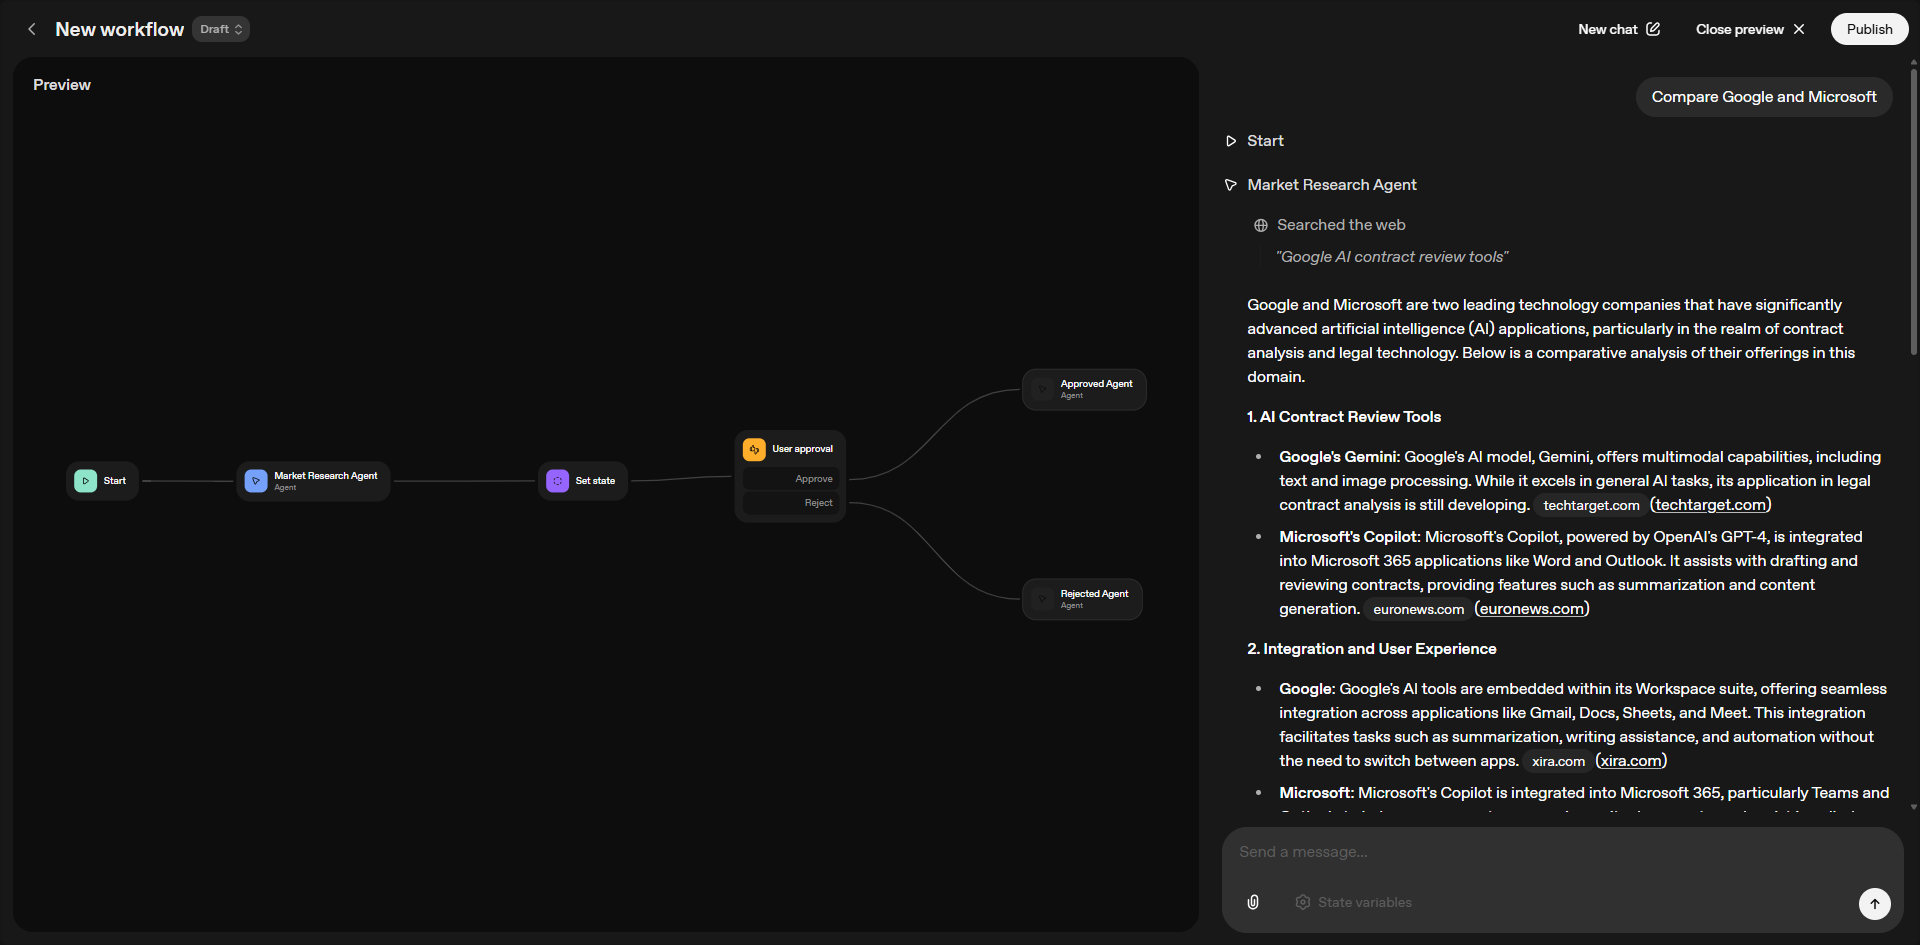 New workflow
Draft
New chat
Close preview
Publish
Preview
Start
Market Research Agent
Agent
Set state
User approval
Approve
Reject
Approved Agent
Agent
Rejected Agent
Agent
Compare Google and Microsoft
Start
Market Research Agent
Searched the web
"Google AI contract review tools"
Google and Microsoft are two leading technology companies that have significantly
advanced artificial intelligence (AI) applications, particularly in the realm of contract
analysis and legal technology. Below is a comparative analysis of their offerings in this
domain.
1. AI Contract Review Tools
• Google's Gemini: Google's AI model, Gemini, offers multimodal capabilities, including
text and image processing. While it excels in general AI tasks, its application in legal
contract analysis is still developing. techtarget.com (techtarget.com)
• Microsoft's Copilot: Microsoft's Copilot, powered by OpenAI's GPT-4, is integrated
into Microsoft 365 applications like Word and Outlook. It assists with drafting and
reviewing contracts, providing features such as summarization and content
generation. euronews.com (euronews.com)
2. Integration and User Experience
• Google: Google's AI tools are embedded within its Workspace suite, offering seamless
integration across applications like Gmail, Docs, Sheets, and Meet. This integration
facilitates tasks such as summarization, writing assistance, and automation without
the need to switch between apps. xira.com (xira.com)
• Microsoft: Microsoft's Copilot is integrated into Microsoft 365, particularly Teams and
Send a message...
State variables